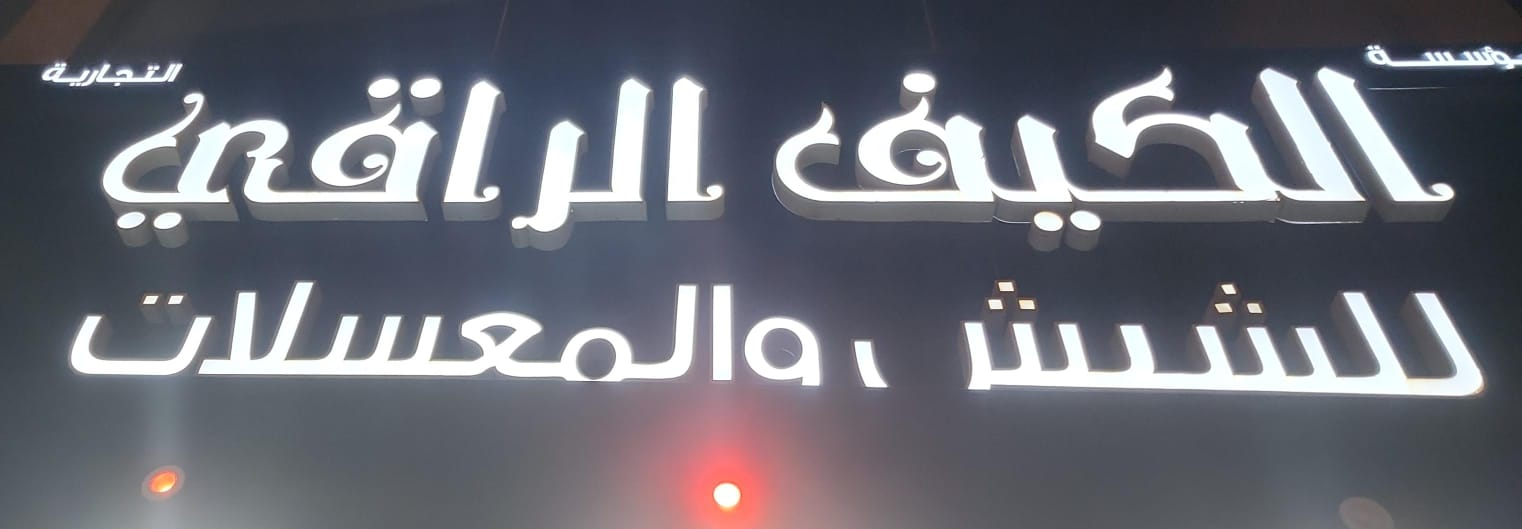 مؤسسة
الكيف الراقي
التجارية
للشيش والمعسلات